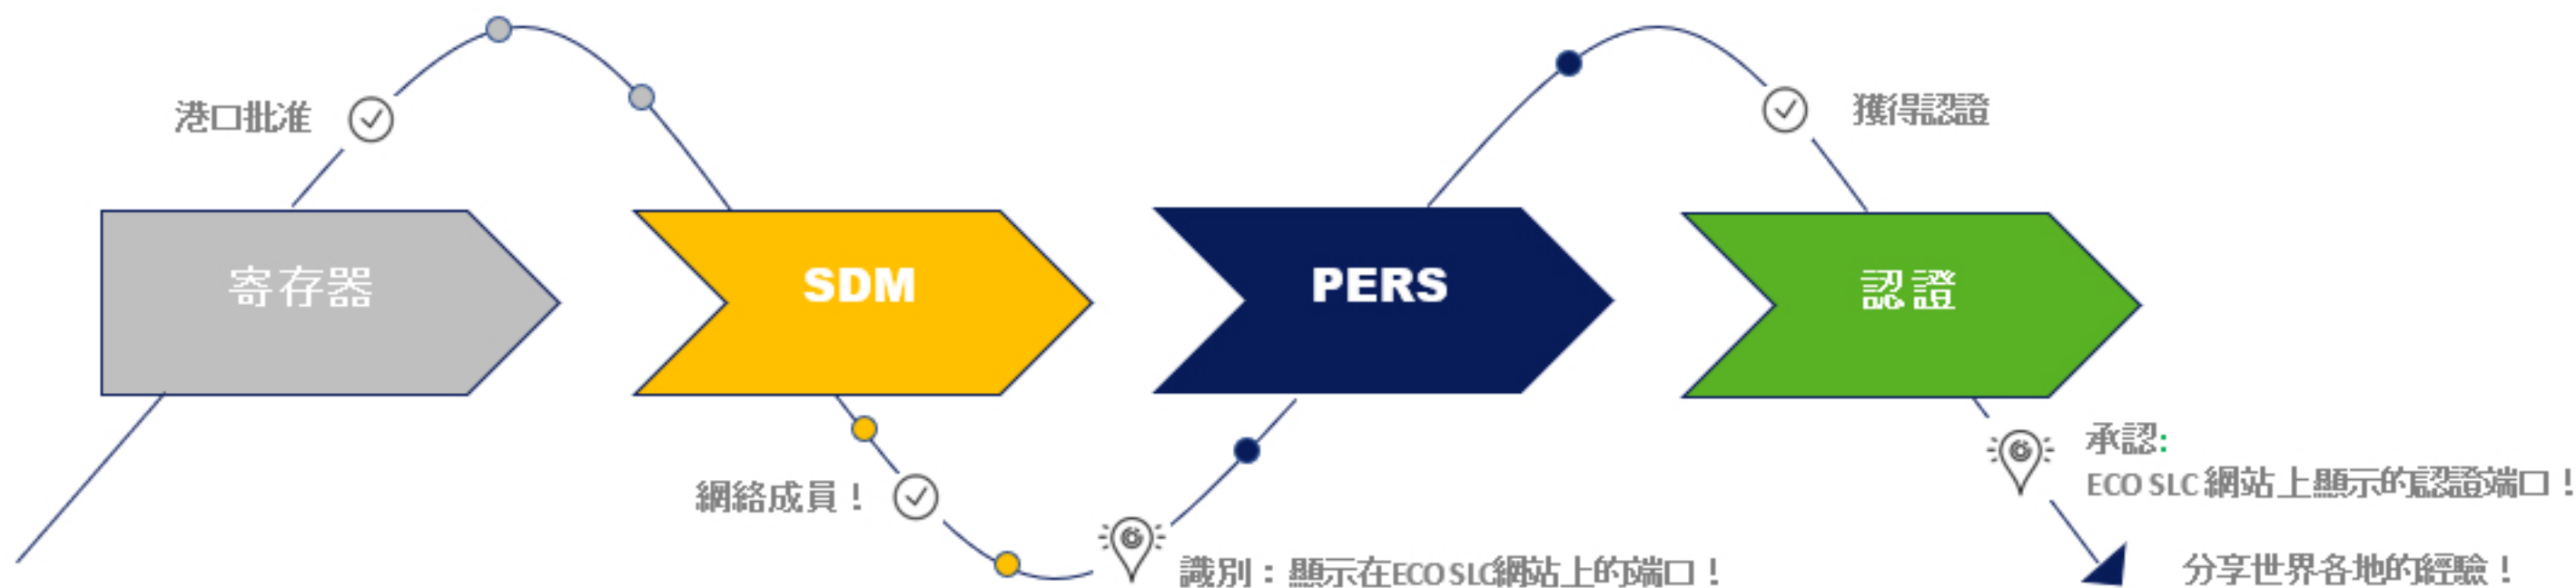 港口批准
獲得認證
寄存器
SDM
PERS
認證
網絡成員！
識別：顯示在ECO SLC網站上的端口！
承認:
ECO SLC 網站上顯示的認證端口！
分享世界各地的經驗！